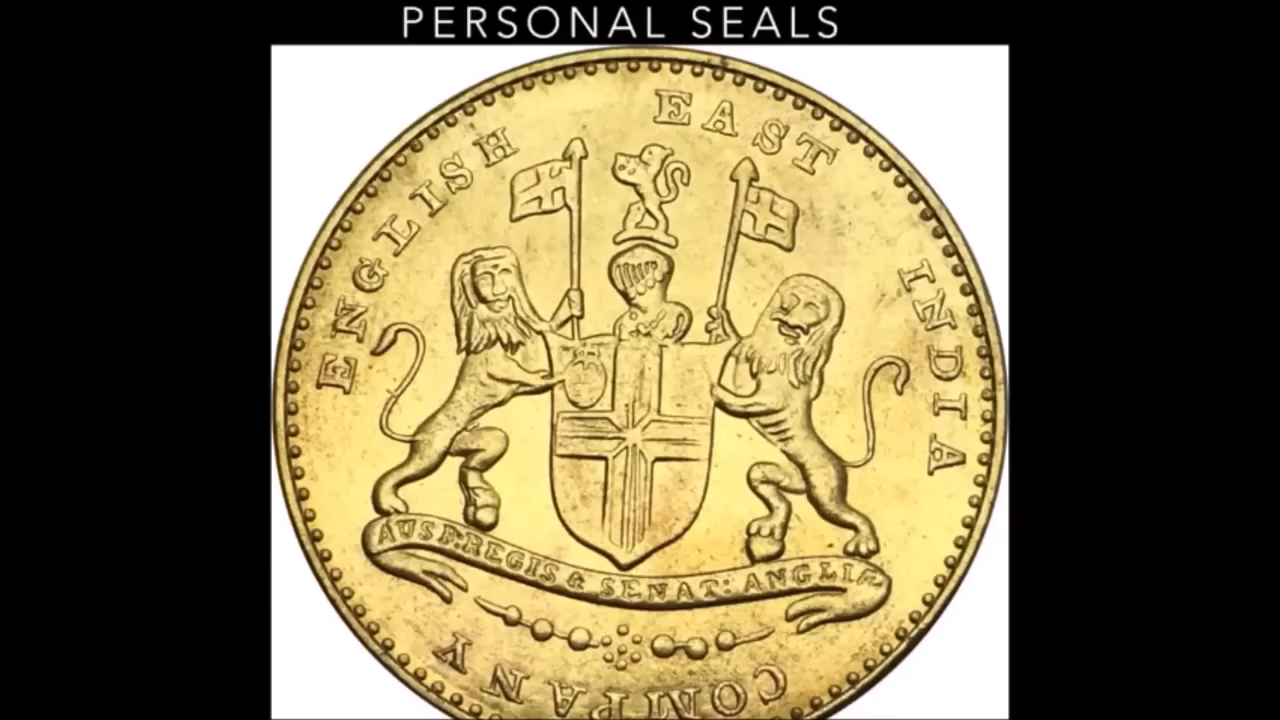 PERSONAL SEALS
ENGLISH EAST INDIA COMPANY
AUSP:REGIS & SENAT: ANGLIÆ